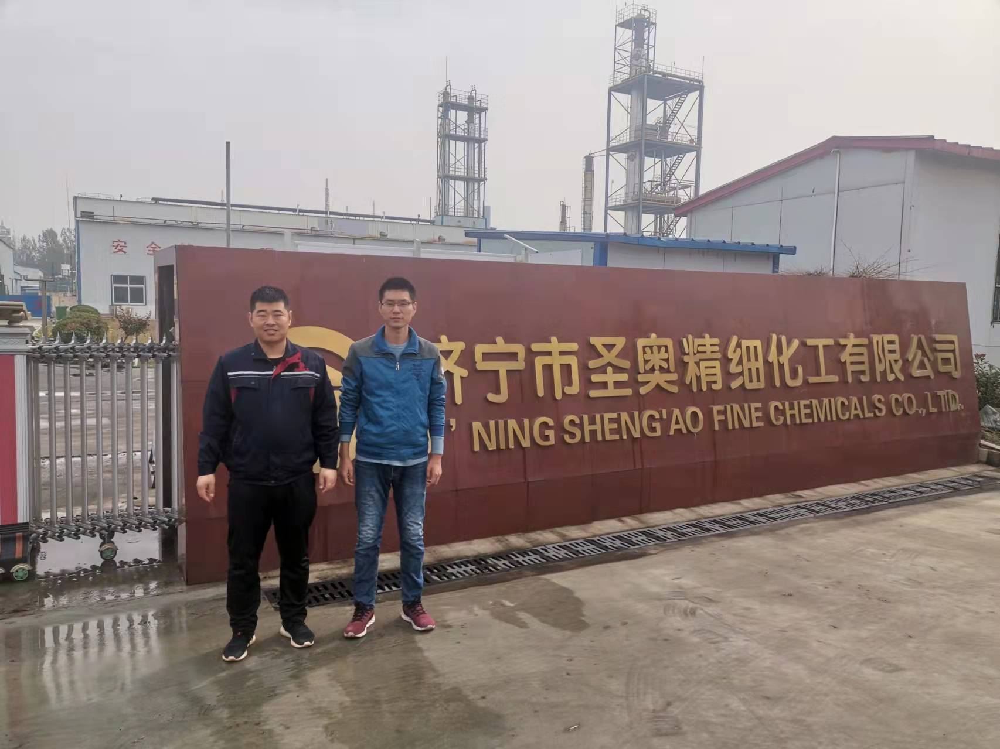 安全
济宁市圣奥精细化工有限公司
' NING SHENG'AO FINE CHEMICALS CO., LTD.